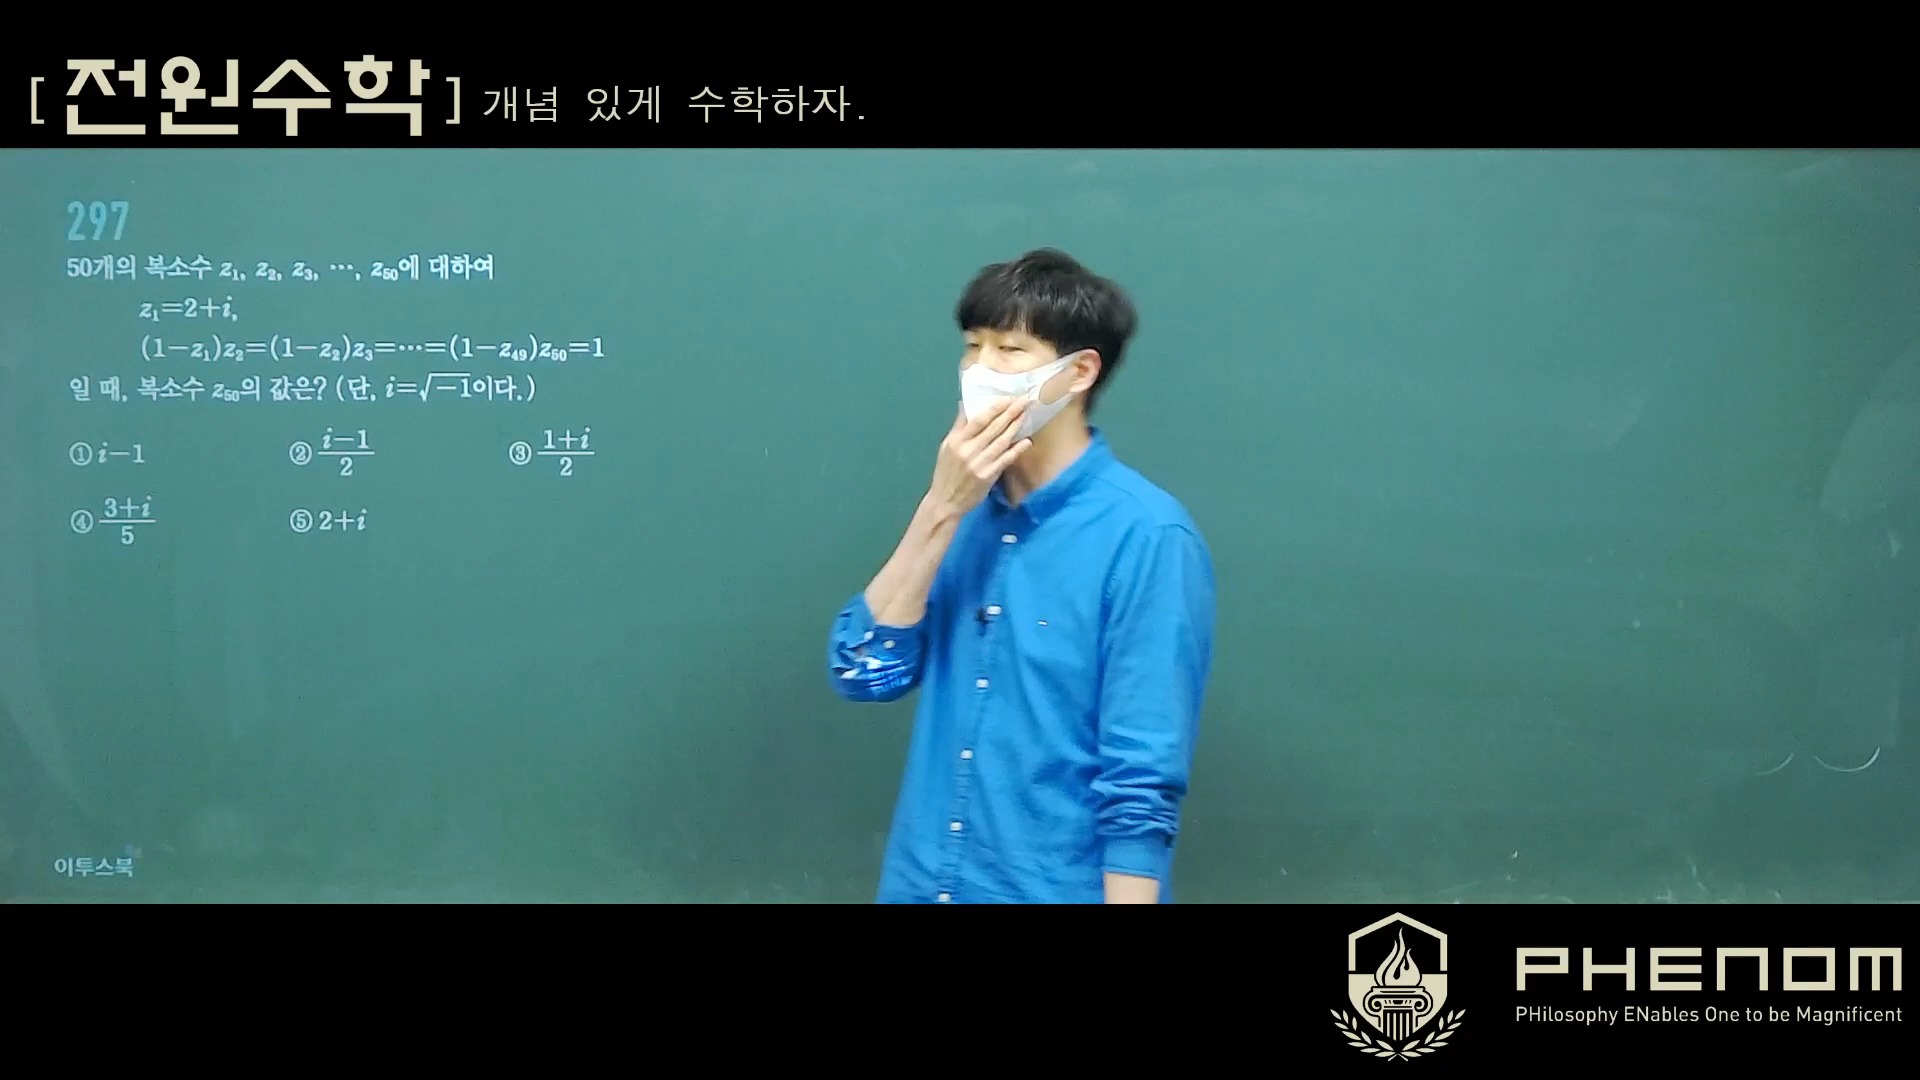 [전원수학] 개념 있게 수학하자.
297
50개의 복소수 z₁, z₂, z₃, ⋯, z₅₀에 대하여
z₁=2+i,
(1−z₁)z₂=(1−z₂)z₃=⋯=(1−z₄₉)z₅₀=1
일 때, 복소수 z₅₀의 값은? (단, i=√−1이다.)
① i−1 ② (i−1)/2 ③ (1+i)/2
④ (3+i)/5 ⑤ 2+i
이투스북
PHENOM
PHilosophy ENables One to be Magnificent